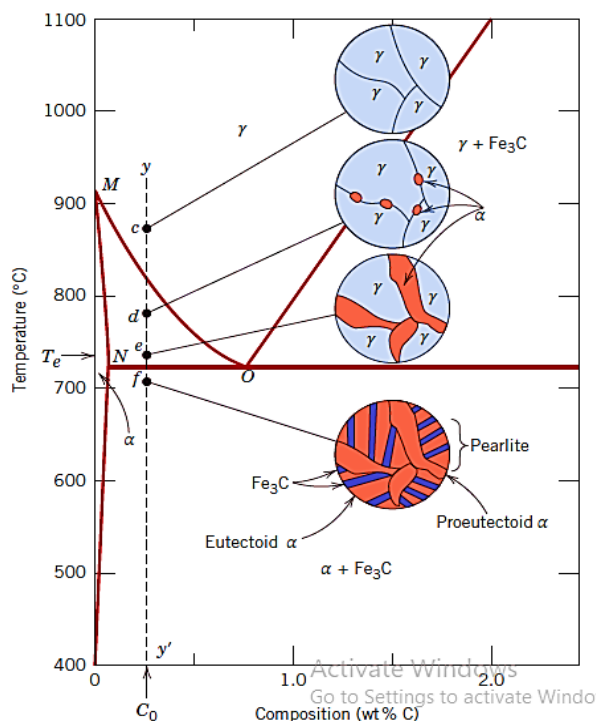 1100
1000
900
800
700
600
500
400
Temperature (°C)
T_e
M
N
O
y
c
d
e
f
y'
γ
γ γ
γ γ
γ γ
γ γ
α
γ γ
γ γ
γ + Fe₃C
α
Pearlite
Fe₃C
Proeutectoid α
Eutectoid α
α + Fe₃C
0
1.0
2.0
C₀
Composition (wt % C)
Activate Windows
Go to Settings to activate Windo